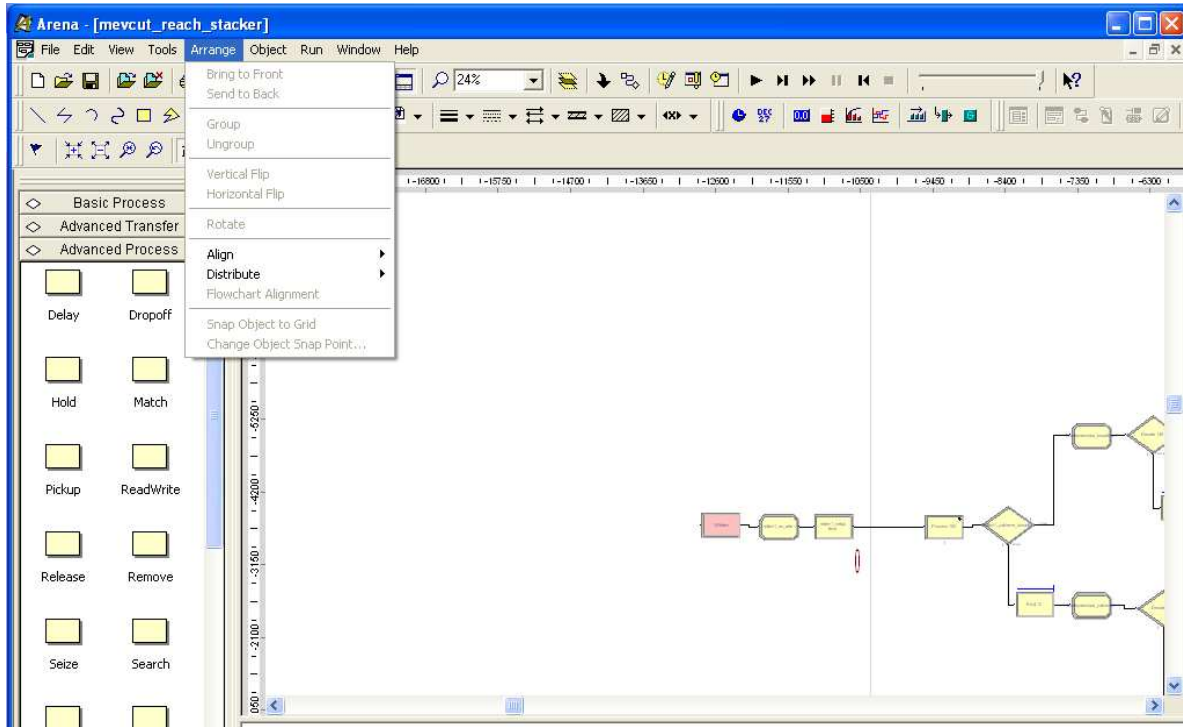 Arena - [mevcut_reach_stacker]
File Edit View Tools Arrange Object Run Window Help
Bring to Front
Send to Back
Group
Ungroup
Vertical Flip
Horizontal Flip
Rotate
Align
Distribute
Flowchart Alignment
Snap Object to Grid
Change Object Snap Point...
24%
-16800 -15750 -14700 -13650 -12600 -11550 -10500 -9450 -8400 -7350 -6300
Basic Process
Advanced Transfer
Advanced Process
Delay Dropoff
Hold Match
Pickup ReadWrite
Release Remove
Seize Search
-5250
-4200
-3150
-2100
050